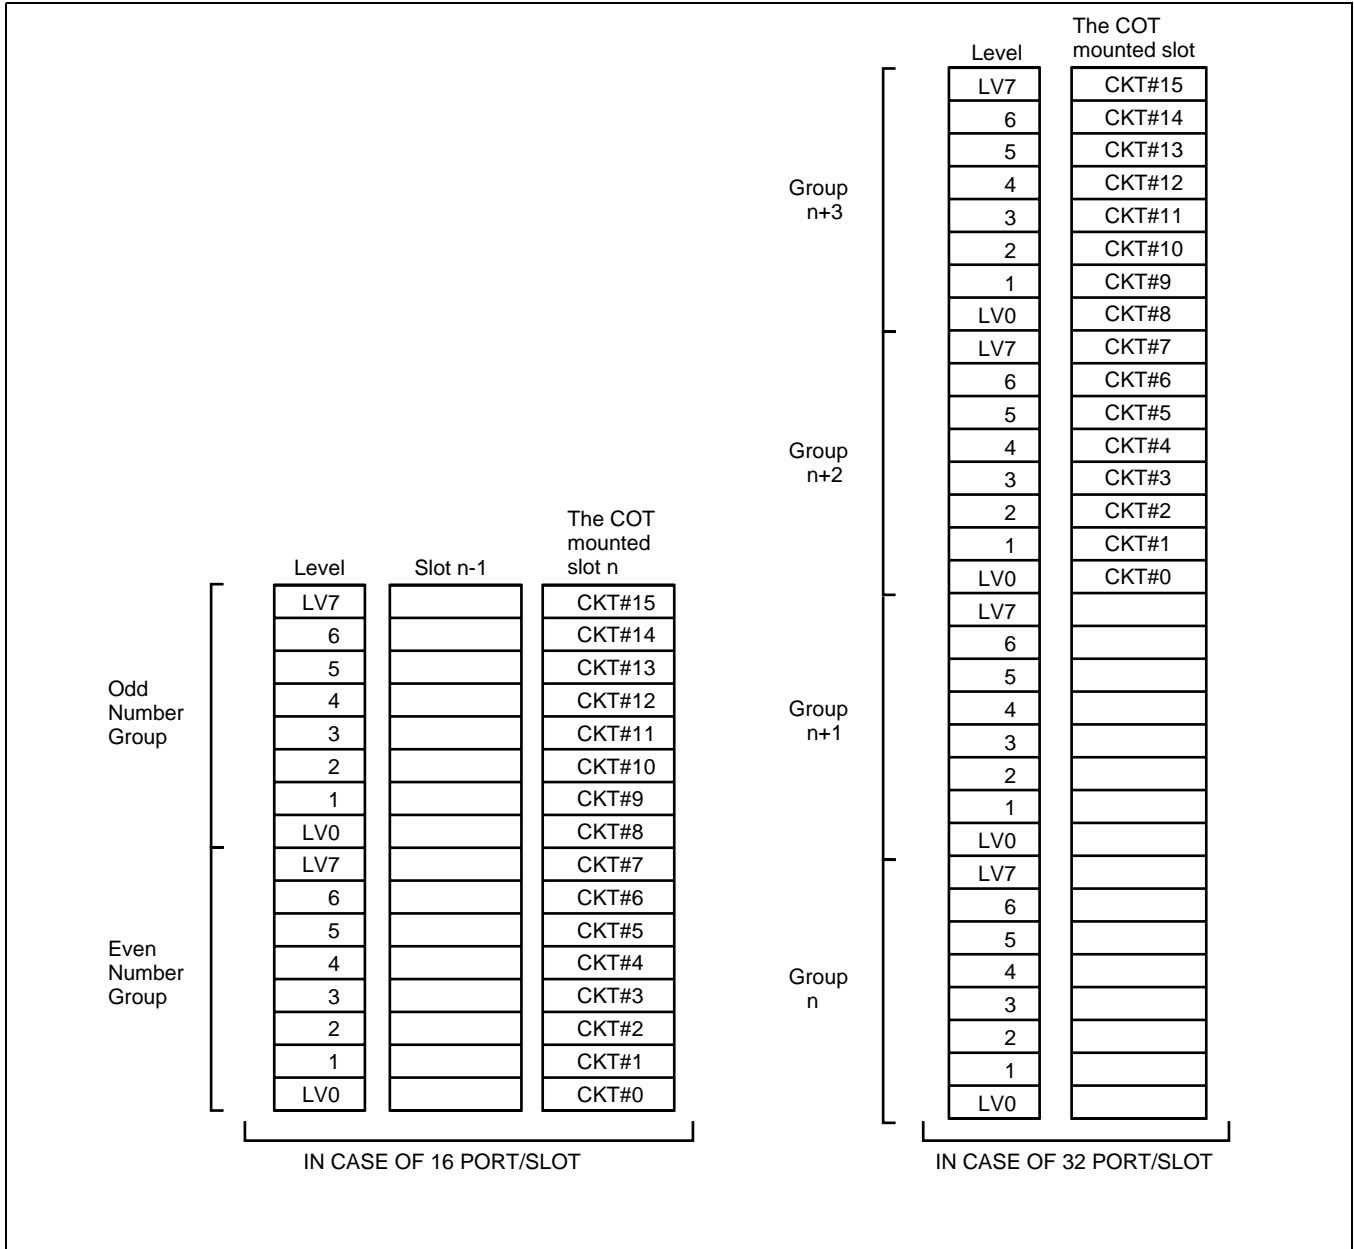 The COT
mounted
slot n
Level
Slot n-1
LV7 CKT#15
6 CKT#14
5 CKT#13
4 CKT#12
3 CKT#11
2 CKT#10
1 CKT#9
LV0 CKT#8
LV7 CKT#7
6 CKT#6
5 CKT#5
4 CKT#4
3 CKT#3
2 CKT#2
1 CKT#1
LV0 CKT#0
Odd
Number
Group
Even
Number
Group
IN CASE OF 16 PORT/SLOT
The COT
mounted slot
Level
LV7 CKT#15
6 CKT#14
5 CKT#13
4 CKT#12
3 CKT#11
2 CKT#10
1 CKT#9
LV0 CKT#8
LV7 CKT#7
6 CKT#6
5 CKT#5
4 CKT#4
3 CKT#3
2 CKT#2
1 CKT#1
LV0 CKT#0
LV7
6
5
4
3
2
1
LV0
LV7
6
5
4
3
2
1
LV0
Group
n+3
Group
n+2
Group
n+1
Group
n
IN CASE OF 32 PORT/SLOT